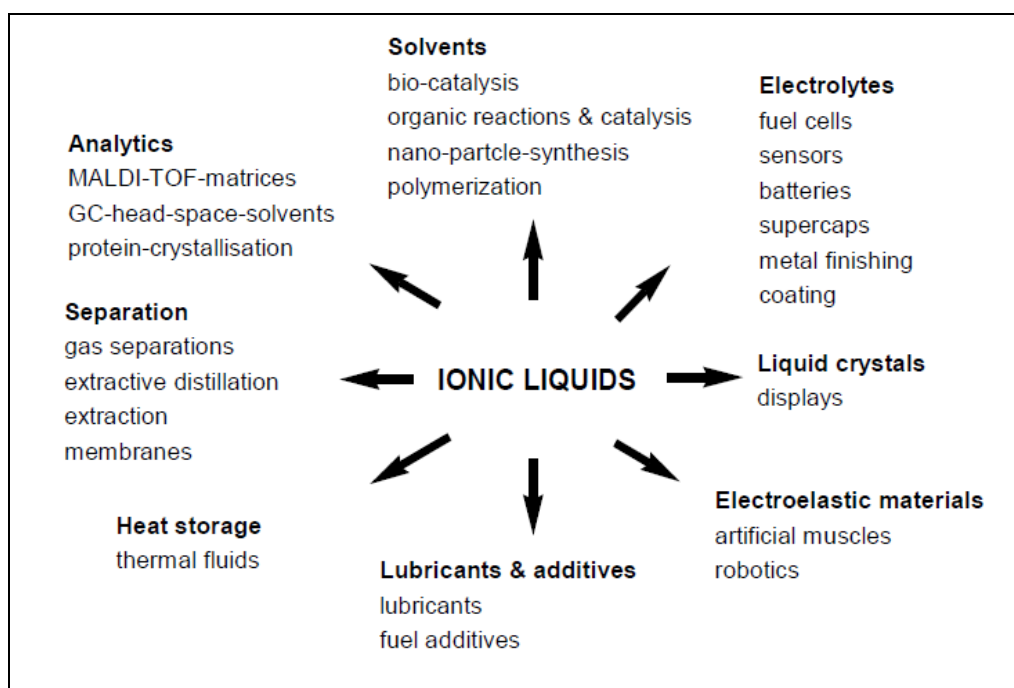 Solvents
bio-catalysis
organic reactions & catalysis
nano-partcle-synthesis
polymerization
Electrolytes
fuel cells
sensors
batteries
supercaps
metal finishing
coating
Analytics
MALDI-TOF-matrices
GC-head-space-solvents
protein-crystallisation
Separation
gas separations
extractive distillation
extraction
membranes
IONIC LIQUIDS
Liquid crystals
displays
Heat storage
thermal fluids
Lubricants & additives
lubricants
fuel additives
Electroelastic materials
artificial muscles
robotics